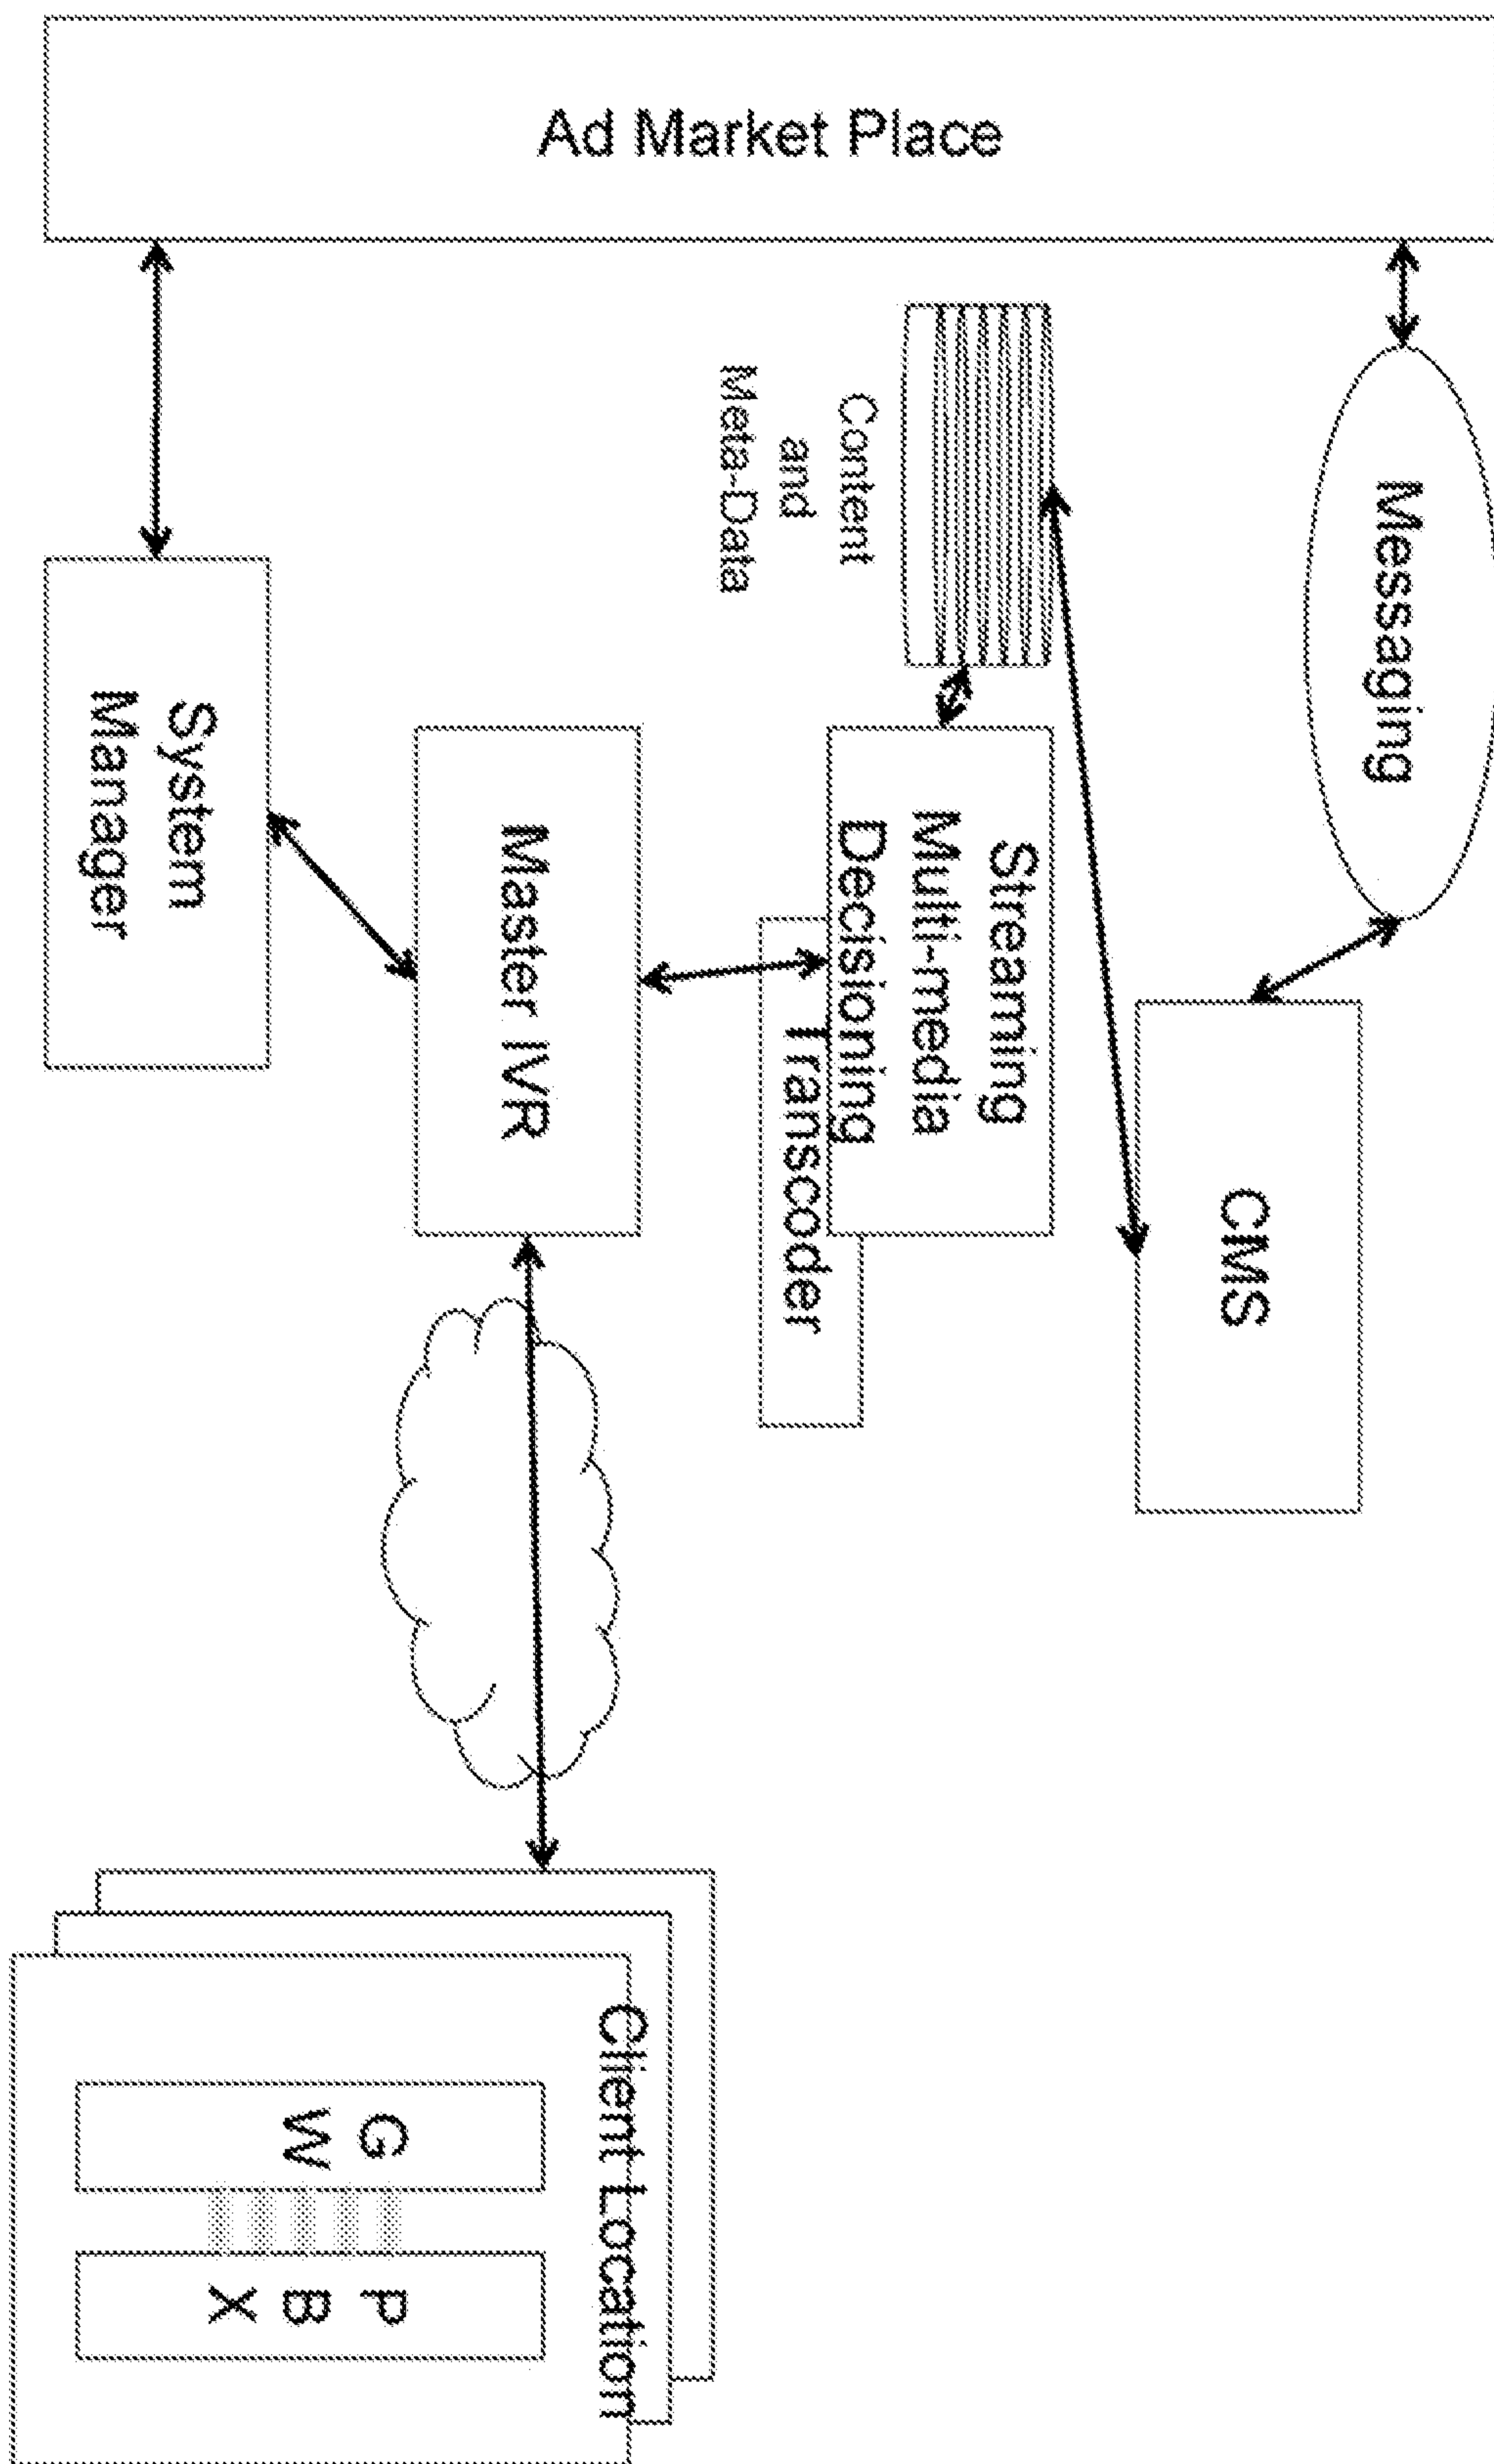 Ad Market Place
Messaging
Content
and
Meta-Data
CMS
Streaming
Multi-media
Decisioning
Transcoder
Master IVR
System
Manager
Client Location
G
W
P
B
X